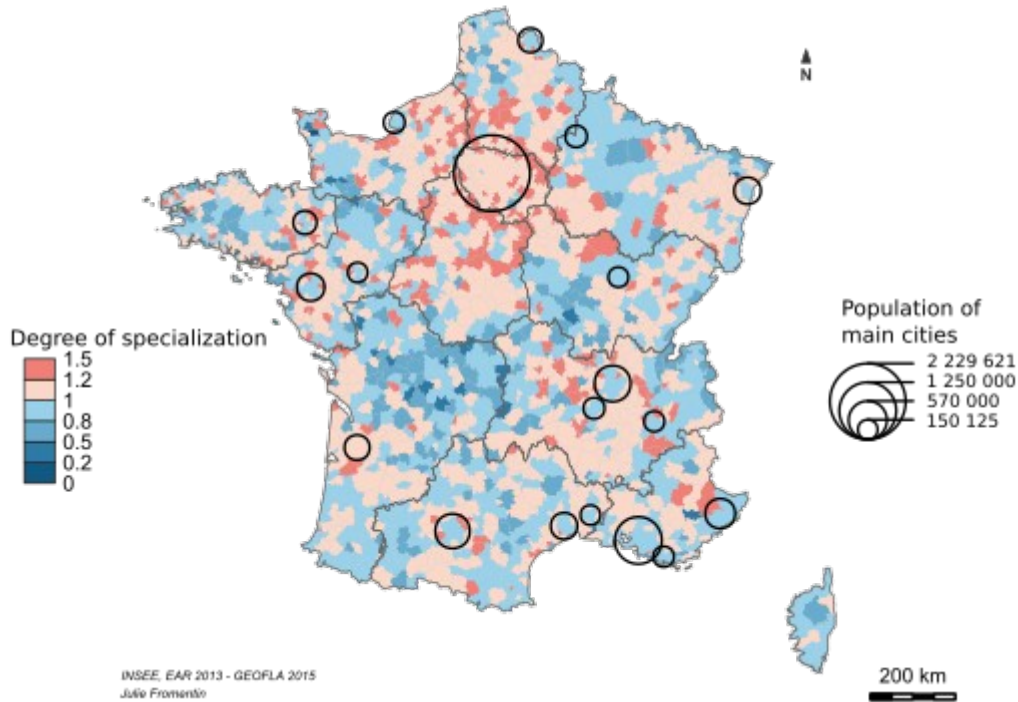 N
Population of
main cities
2 229 621
1 250 000
570 000
150 125
Degree of specialization
1.5
1.2
1
0.8
0.5
0.2
0
INSEE, EAR 2013 - GEOFLA 2015
Julie Fromentin
200 km